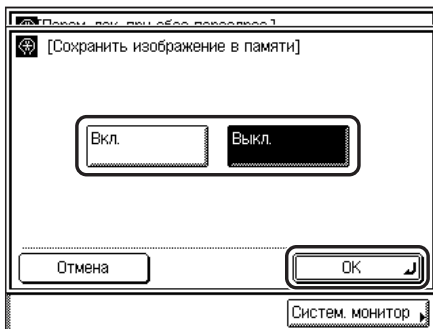 [Сохранить изображение в памяти]
Вкл.
Выкл.
Отмена
OK
Систем. монитор